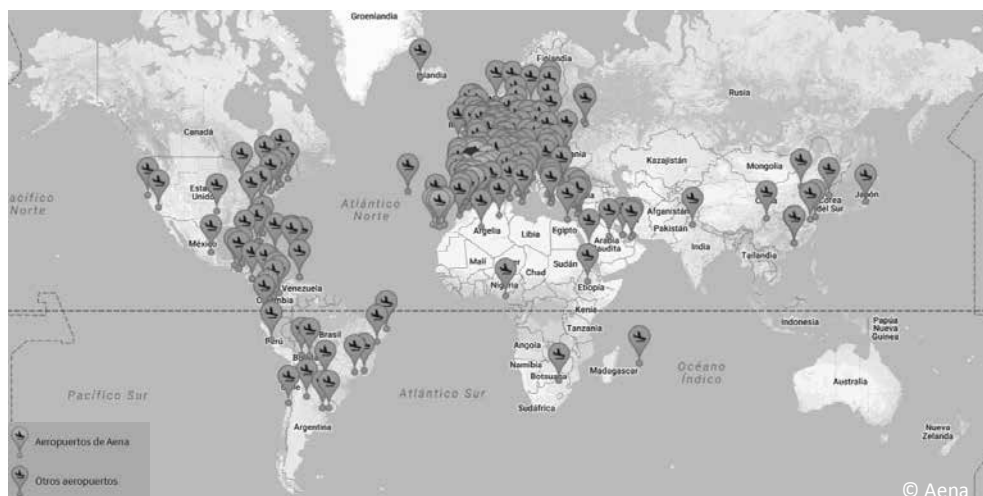 Groenlandia
Islandia
Finlandia
Rusia
Canadá
Kazajistán
Mongolia
Estados
Unidos
Atlántico
Norte
Pacífico
Norte
Japón
Corea
del Sur
Afganistán
Pakistán
México
Argelia
Libia
Egipto
Arabia
Saudita
India
Tailandia
Malí
Chad
Sudán
Nigeria
Etiopía
Venezuela
Colombia
Kenia
Tanzania
Indonesia
Papúa
Nueva
Guinea
Perú
Brasil
Bolivia
Angola
Namibia
Botsuana
Madagascar
Océano
Índico
Australia
Pacífico Sur
Atlántico Sur
Chile
Sudáfrica
Argentina
Nueva
Zelanda
Aeropuertos de Aena
Otros aeropuertos
© Aena